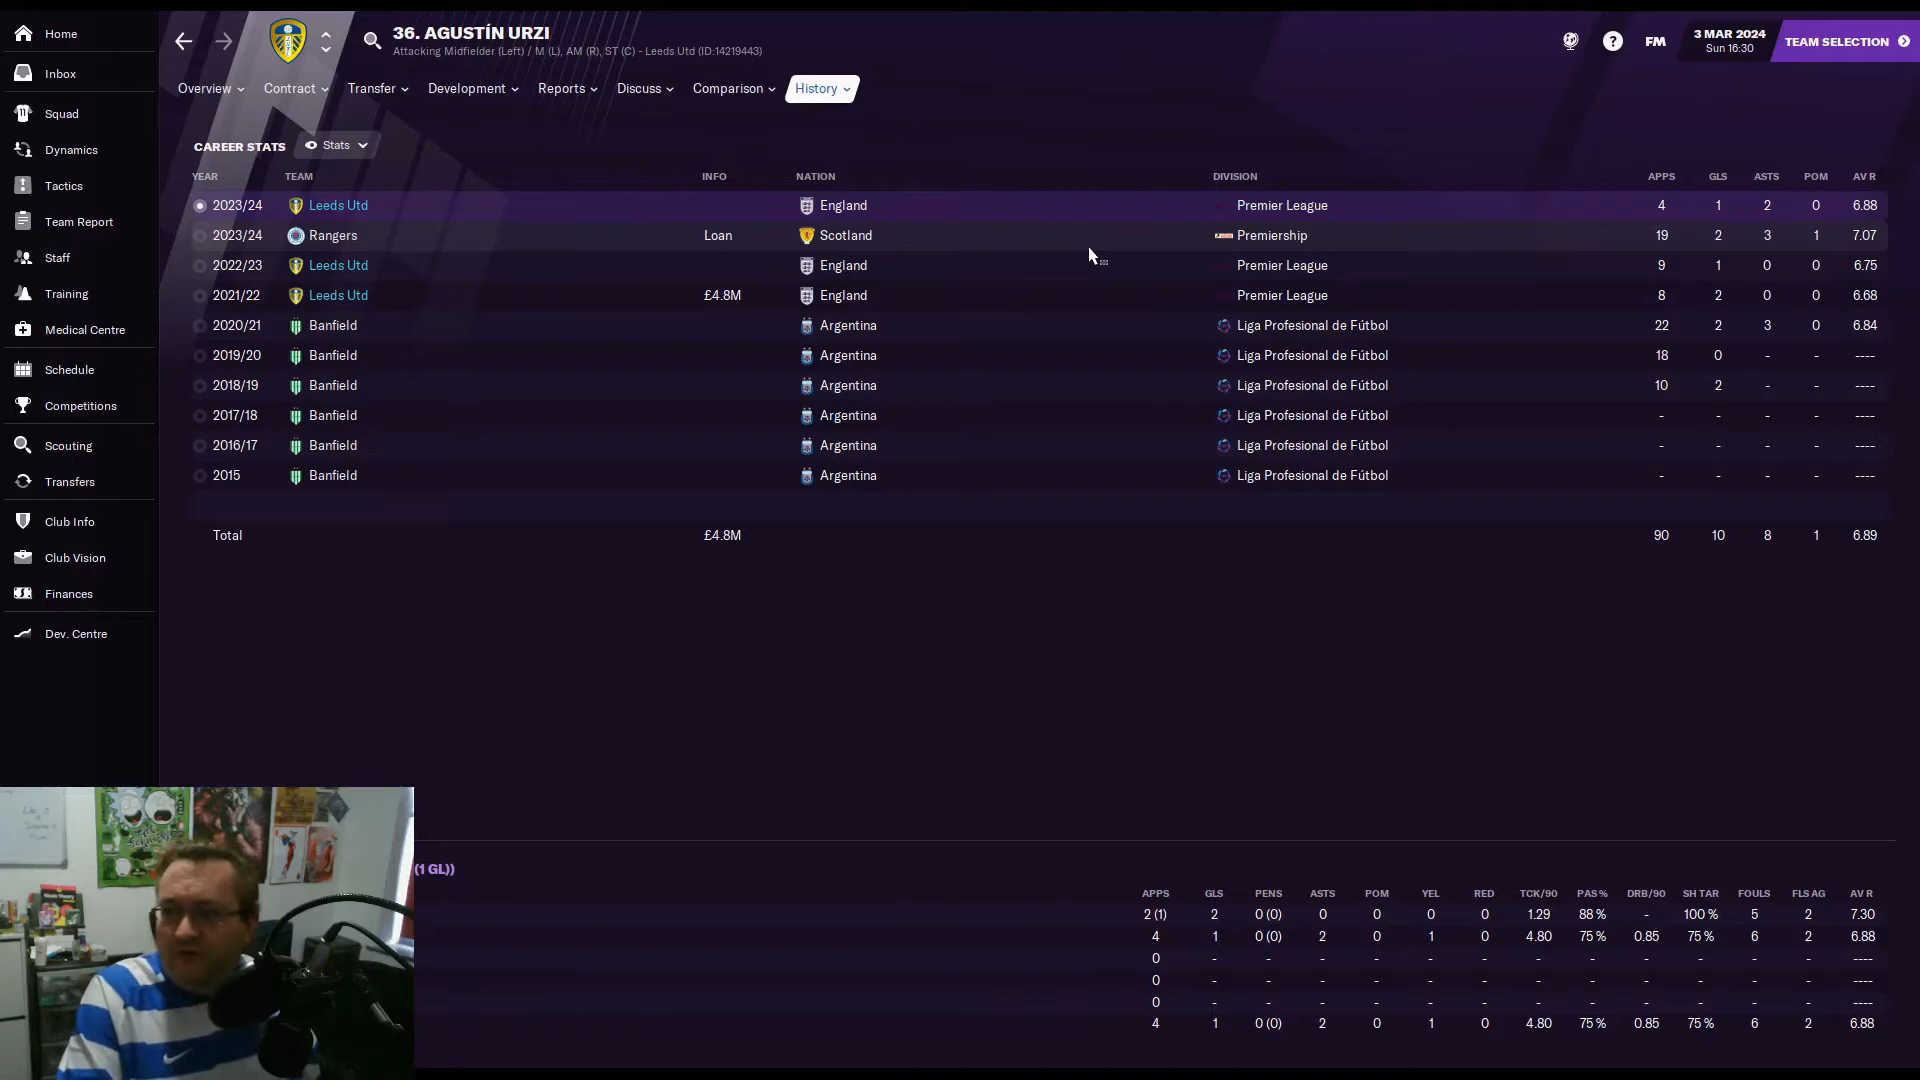 Home
Inbox
Squad
Dynamics
Tactics
Team Report
Staff
Training
Medical Centre
Schedule
Competitions
Scouting
Transfers
Club Info
Club Vision
Finances
Dev. Centre
36. AGUSTÍN URZI
Attacking Midfielder (Left) / M (L), AM (R), ST (C) - Leeds Utd (ID:14219443)
FM
3 MAR 2024
Sun 16:30
TEAM SELECTION
Overview Contract Transfer Development Reports Discuss Comparison History
CAREER STATS Stats
YEAR TEAM INFO NATION DIVISION APPS GLS ASTS POM AV R
2023/24 Leeds Utd England Premier League 4 1 2 0 6.88
2023/24 Rangers Loan Scotland Premiership 19 2 3 1 7.07
2022/23 Leeds Utd England Premier League 9 1 0 0 6.75
2021/22 Leeds Utd £4.8M England Premier League 8 2 0 0 6.68
2020/21 Banfield Argentina Liga Profesional de Fútbol 22 2 3 0 6.84
2019/20 Banfield Argentina Liga Profesional de Fútbol 18 0 - - ----
2018/19 Banfield Argentina Liga Profesional de Fútbol 10 2 - - ----
2017/18 Banfield Argentina Liga Profesional de Fútbol - - - - ----
2016/17 Banfield Argentina Liga Profesional de Fútbol - - - - ----
2015 Banfield Argentina Liga Profesional de Fútbol - - - - ----
Total £4.8M 90 10 8 1 6.89
(1 GL))
APPS GLS PENS ASTS POM YEL RED TCK/90 PAS % DRB/90 SH TAR FOULS FLS AG AV R
2 (1) 2 0 (0) 0 0 0 0 1.29 88 % - 100 % 5 2 7.30
4 1 0 (0) 2 0 1 0 4.80 75 % 0.85 75 % 6 2 6.88
0 - - - - - - - - - - - - ----
0 - - - - - - - - - - - - ----
0 - - - - - - - - - - - - ----
4 1 0 (0) 2 0 1 0 4.80 75 % 0.85 75 % 6 2 6.88